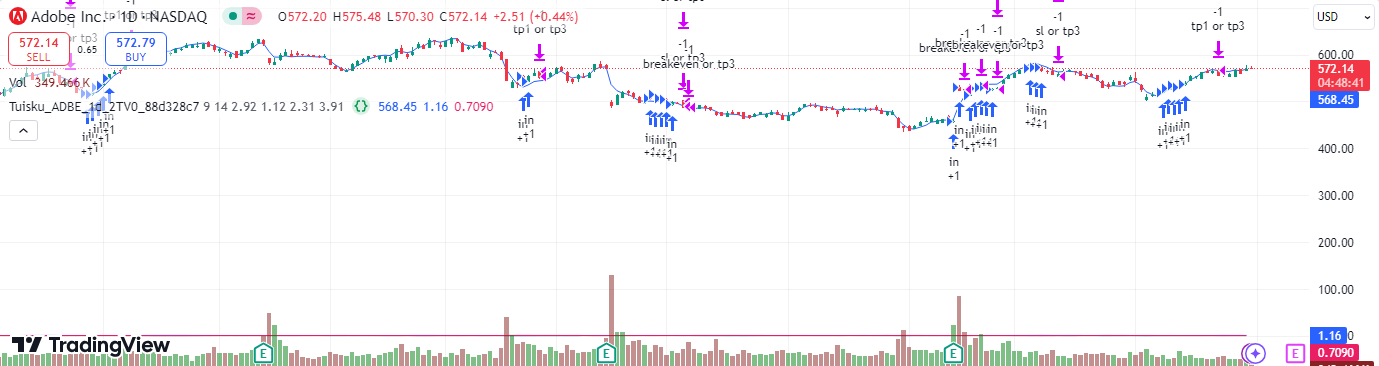 Adobe Inc. · 1D · NASDAQ
O572.20 H575.48 L570.30 C572.14 +2.51 (+0.44%)
572.14
SELL
0.65
572.79
BUY
Vol 349.466 K
Tuisku_ADBE_1d_2TV0_88d328c7 9 14 2.92 1.12 2.31 3.91 568.45 1.16 0.7090
tp1 or tp3
-1
tp1 or tp3
in
+1
-1
breakeven or tp3
in
+1
-1
in
+1
in
+1
-1
sl or tp3
+1
-1
tp1 or tp3
in
+1
USD
600.00
572.14
04:48:41
568.45
400.00
300.00
200.00
100.00
1.16
0.7090
E
E
E
E
TradingView